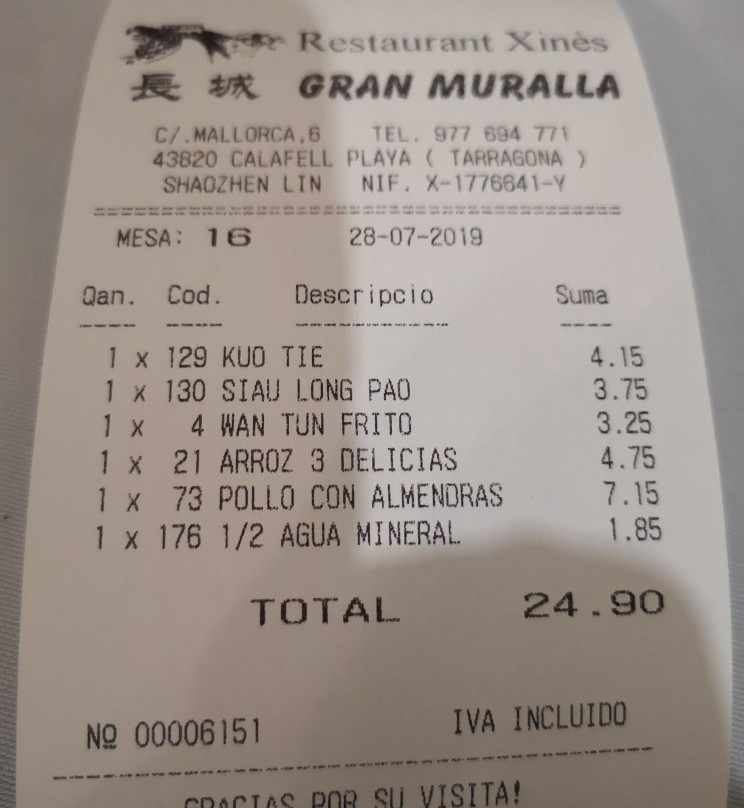 Restaurant Xinès
長城 GRAN MURALLA
C/.MALLORCA,6 TEL. 977 694 771
43820 CALAFELL PLAYA ( TARRAGONA )
SHAOZHEN LIN NIF. X-1776641-Y
MESA: 16 28-07-2019
Qan. Cod. Descripcio Suma
1 x 129 KUO TIE 4.15
1 x 130 SIAU LONG PAO 3.75
1 x 4 WAN TUN FRITO 3.25
1 x 21 ARROZ 3 DELICIAS 4.75
1 x 73 POLLO CON ALMENDRAS 7.15
1 x 176 1/2 AGUA MINERAL 1.85
TOTAL 24.90
Nº 00006151 IVA INCLUIDO
GRACIAS POR SU VISITA!